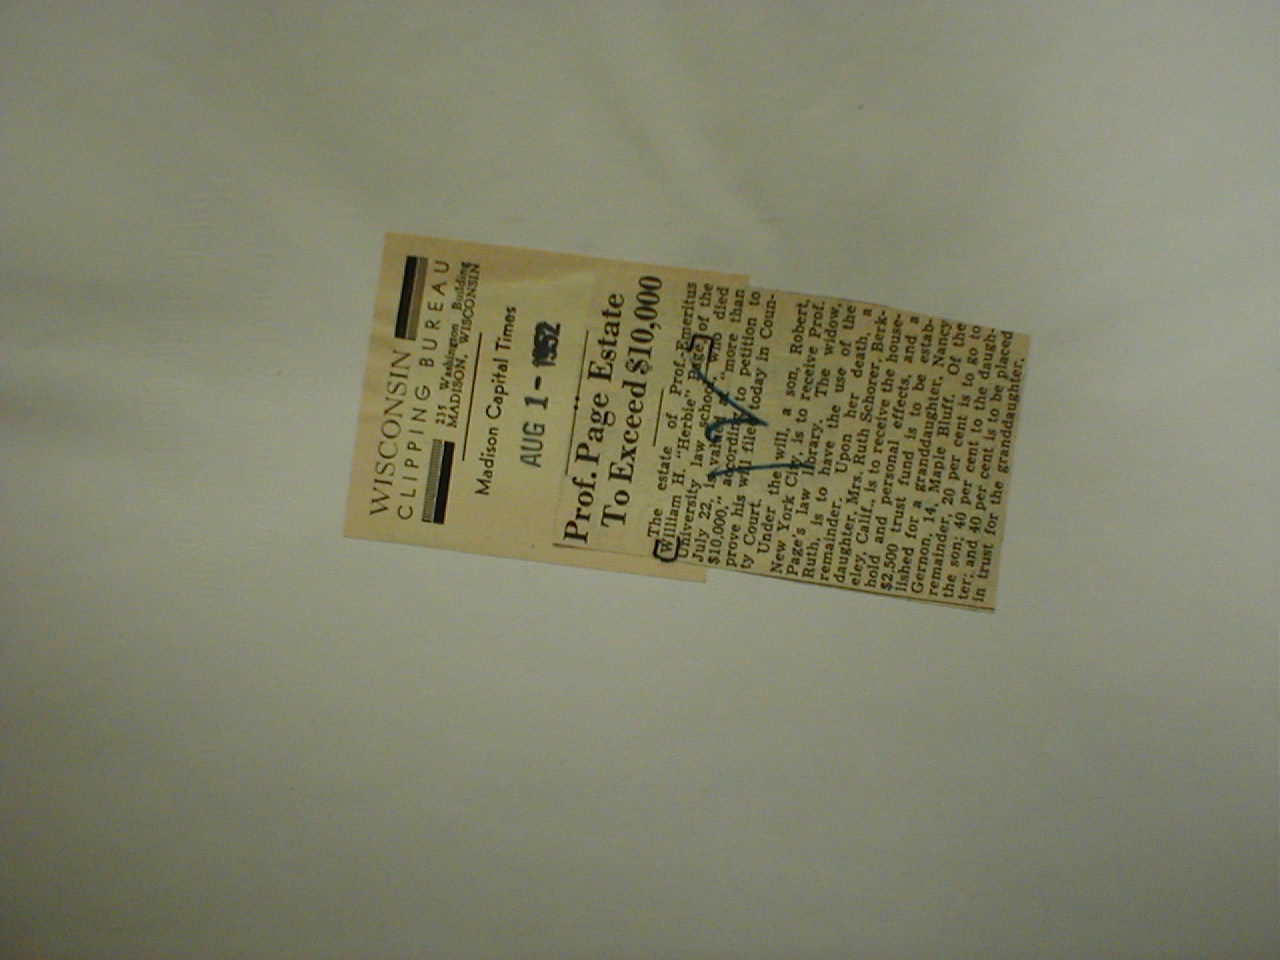 WISCONSIN
CLIPPING BUREAU
235 Washington Building
MADISON, WISCONSIN
Madison Capital Times
AUG 1 - 1952
Prof. Page Estate
To Exceed $10,000
The estate of Prof.-Emeritus
William H. "Herbie" Page, of the
University law school, who died
July 22, is valued at "more than
$10,000," according to petition to
prove his will filed today in Coun-
ty Court.
Under the will, a son, Robert,
New York City, is to receive Prof.
Page's law library. The widow,
Ruth, is to have the use of the
remainder. Upon her death, a
daughter, Mrs. Ruth Schorer, Berk-
eley, Calif., is to receive the house-
hold and personal effects, and a
$2,500 trust fund is to be estab-
lished for a granddaughter, Nancy
Gernon, 14, Maple Bluff. Of the
remainder, 20 per cent is to go to
the son; 40 per cent to the daugh-
ter; and 40 per cent is to be placed
in trust for the granddaughter.